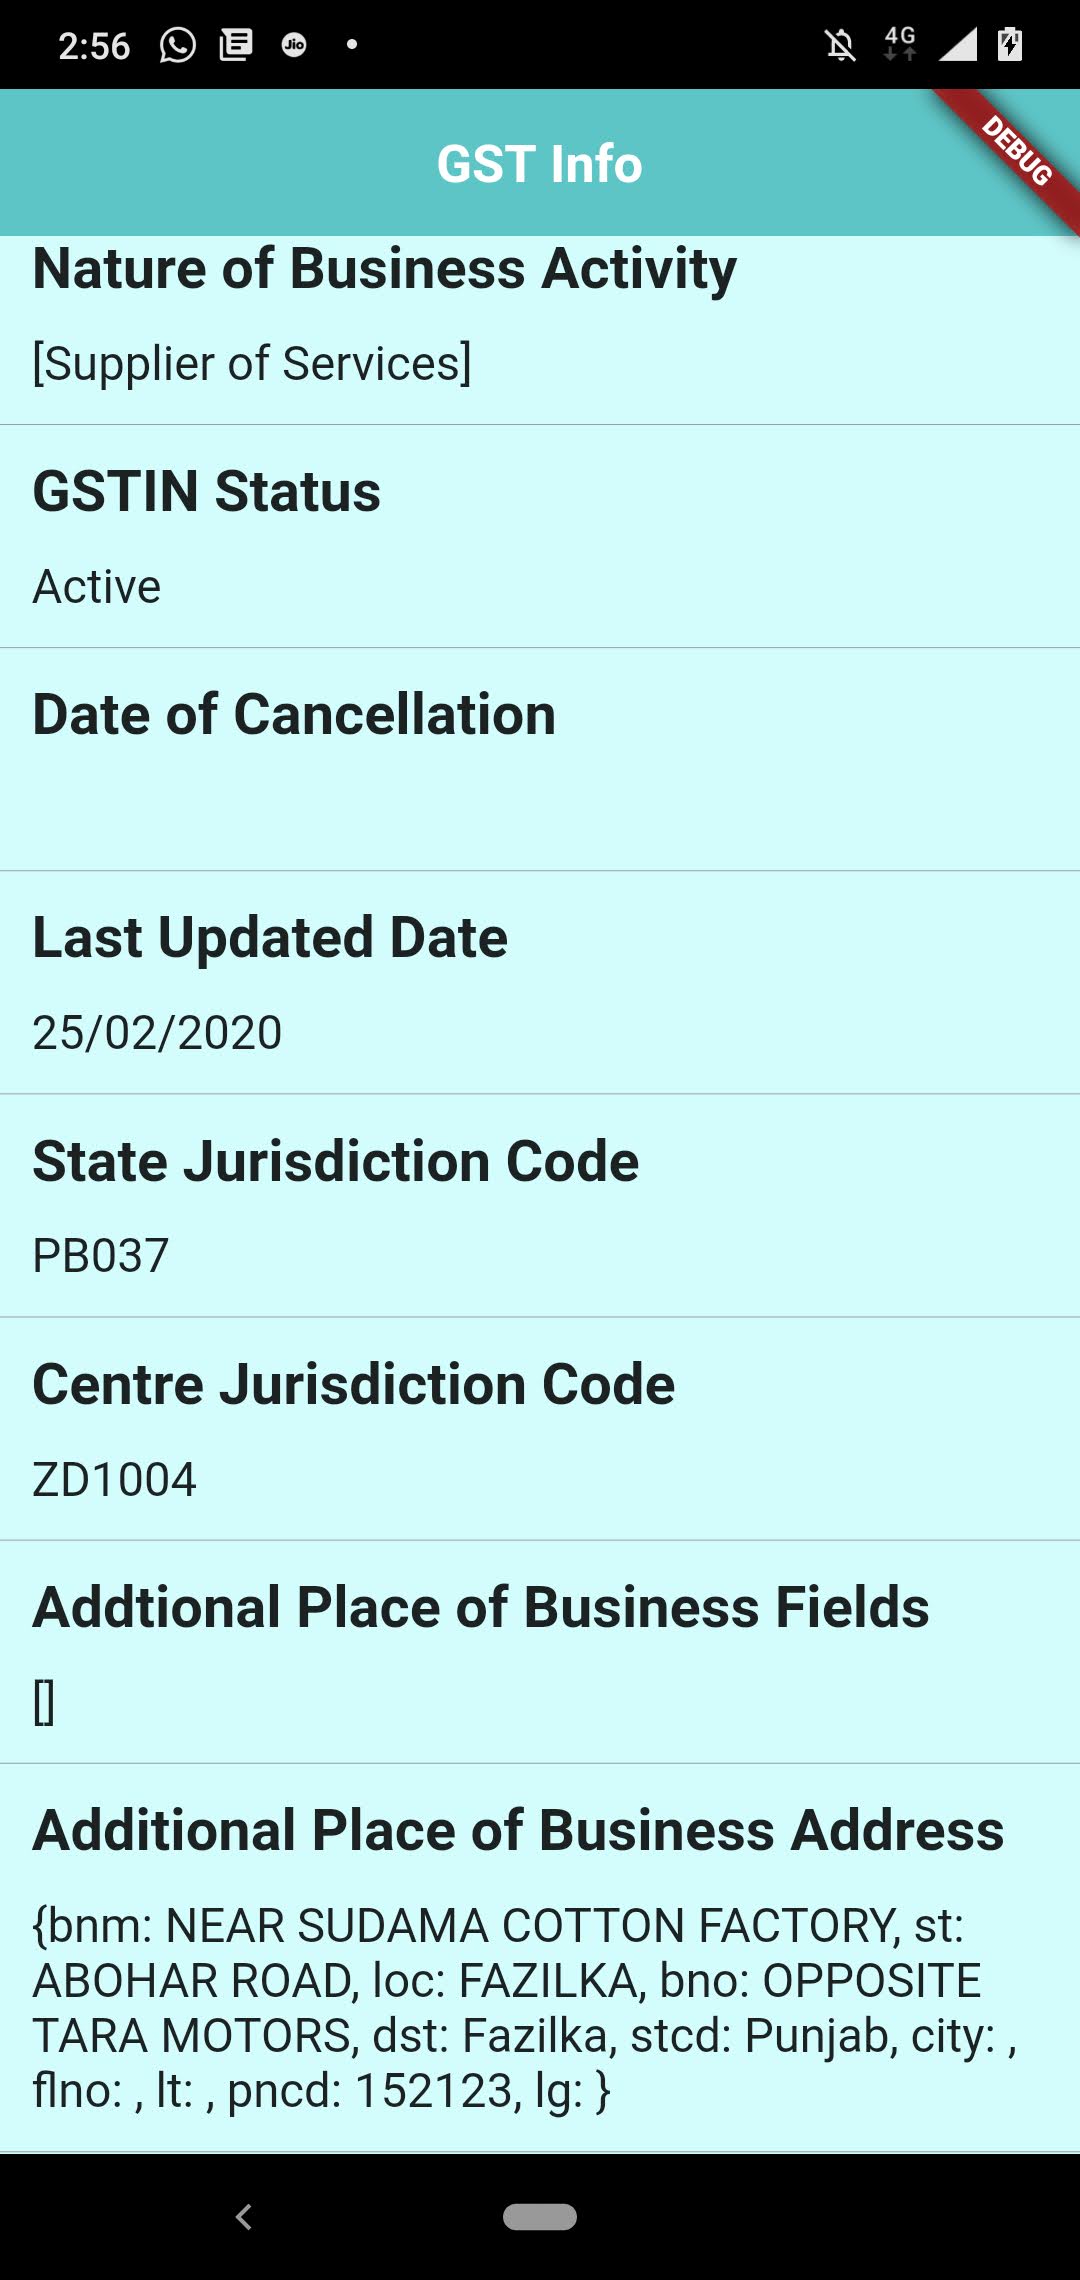 2:56
Jio
4G
GST Info
DEBUG
Nature of Business Activity
[Supplier of Services]
GSTIN Status
Active
Date of Cancellation
Last Updated Date
25/02/2020
State Jurisdiction Code
PB037
Centre Jurisdiction Code
ZD1004
Addtional Place of Business Fields
[]
Additional Place of Business Address
{bnm: NEAR SUDAMA COTTON FACTORY, st:
ABOHAR ROAD, loc: FAZILKA, bno: OPPOSITE
TARA MOTORS, dst: Fazilka, stcd: Punjab, city: ,
flno: , lt: , pncd: 152123, lg: }